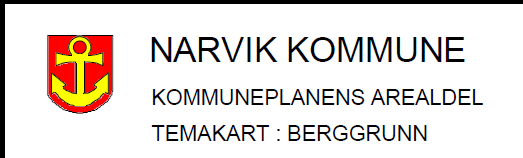 NARVIK KOMMUNE
KOMMUNEPLANENS AREALDEL
TEMAKART : BERGGRUNN